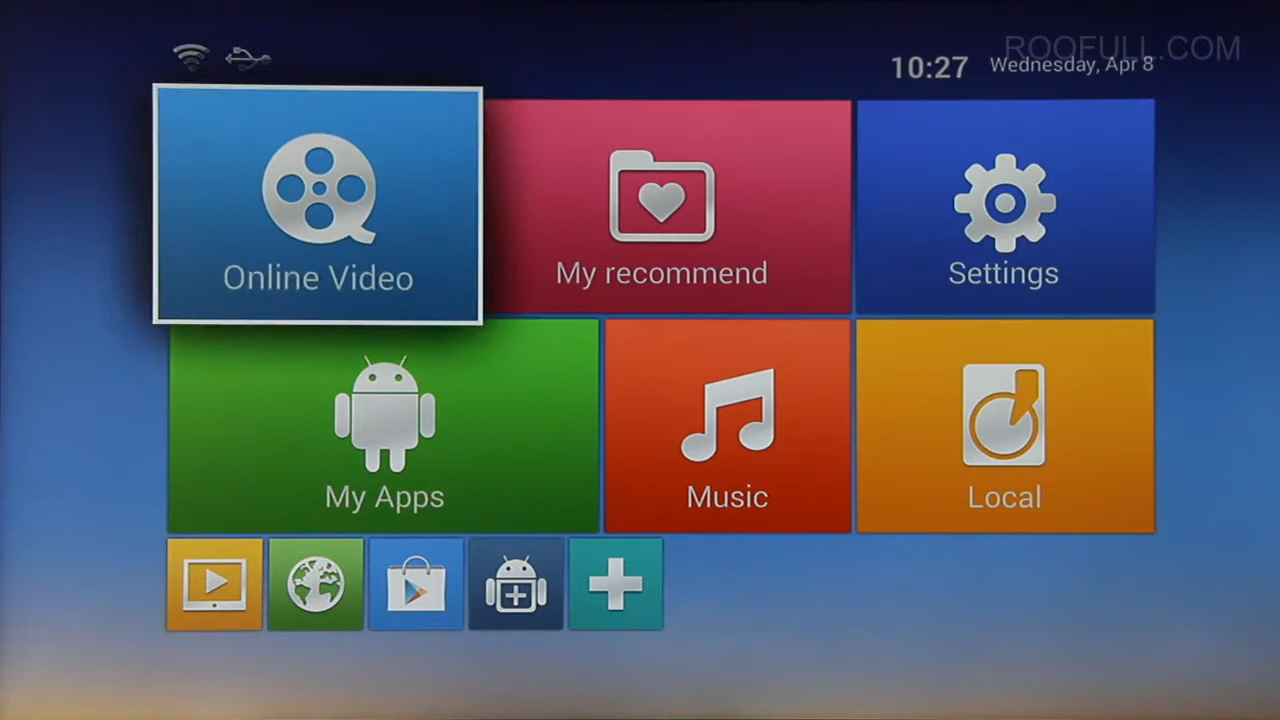 ROOFULL.COM
10:27 Wednesday, Apr 8
Online Video
My recommend
Settings
My Apps
Music
Local